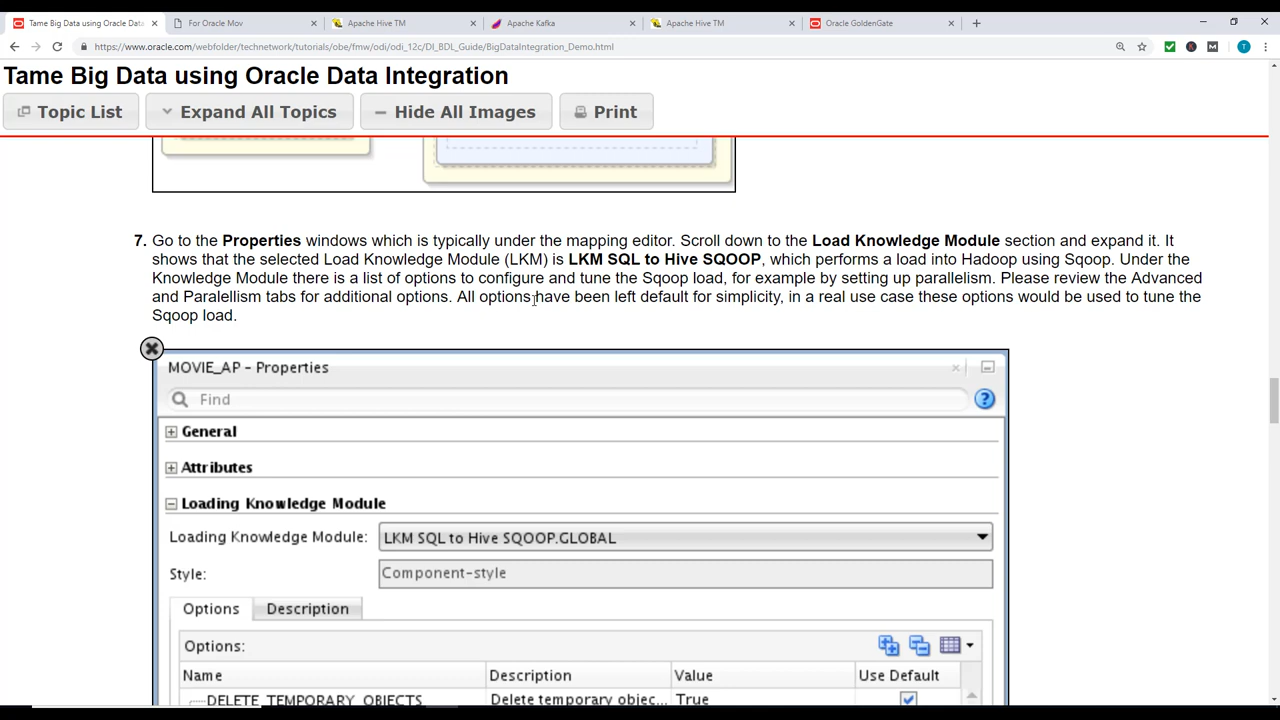 Tame Big Data using Oracle Data
For Oracle Mov
Apache Hive TM
Apache Kafka
Apache Hive TM
Oracle GoldenGate
https://www.oracle.com/webfolder/technetwork/tutorials/obe/fmw/odi/odi_12c/DI_BDL_Guide/BigDataIntegration_Demo.html
Tame Big Data using Oracle Data Integration
Topic List
Expand All Topics
Hide All Images
Print
7. Go to the Properties windows which is typically under the mapping editor. Scroll down to the Load Knowledge Module section and expand it. It
shows that the selected Load Knowledge Module (LKM) is LKM SQL to Hive SQOOP, which performs a load into Hadoop using Sqoop. Under the
Knowledge Module there is a list of options to configure and tune the Sqoop load, for example by setting up parallelism. Please review the Advanced
and Paralellism tabs for additional options. All options have been left default for simplicity, in a real use case these options would be used to tune the
Sqoop load.
MOVIE_AP - Properties
Find
General
Attributes
Loading Knowledge Module
Loading Knowledge Module: LKM SQL to Hive SQOOP.GLOBAL
Style: Component-style
Options Description
Options:
Name Description Value Use Default
DELETE_TEMPORARY_OBJECTS Delete temporary objec... True